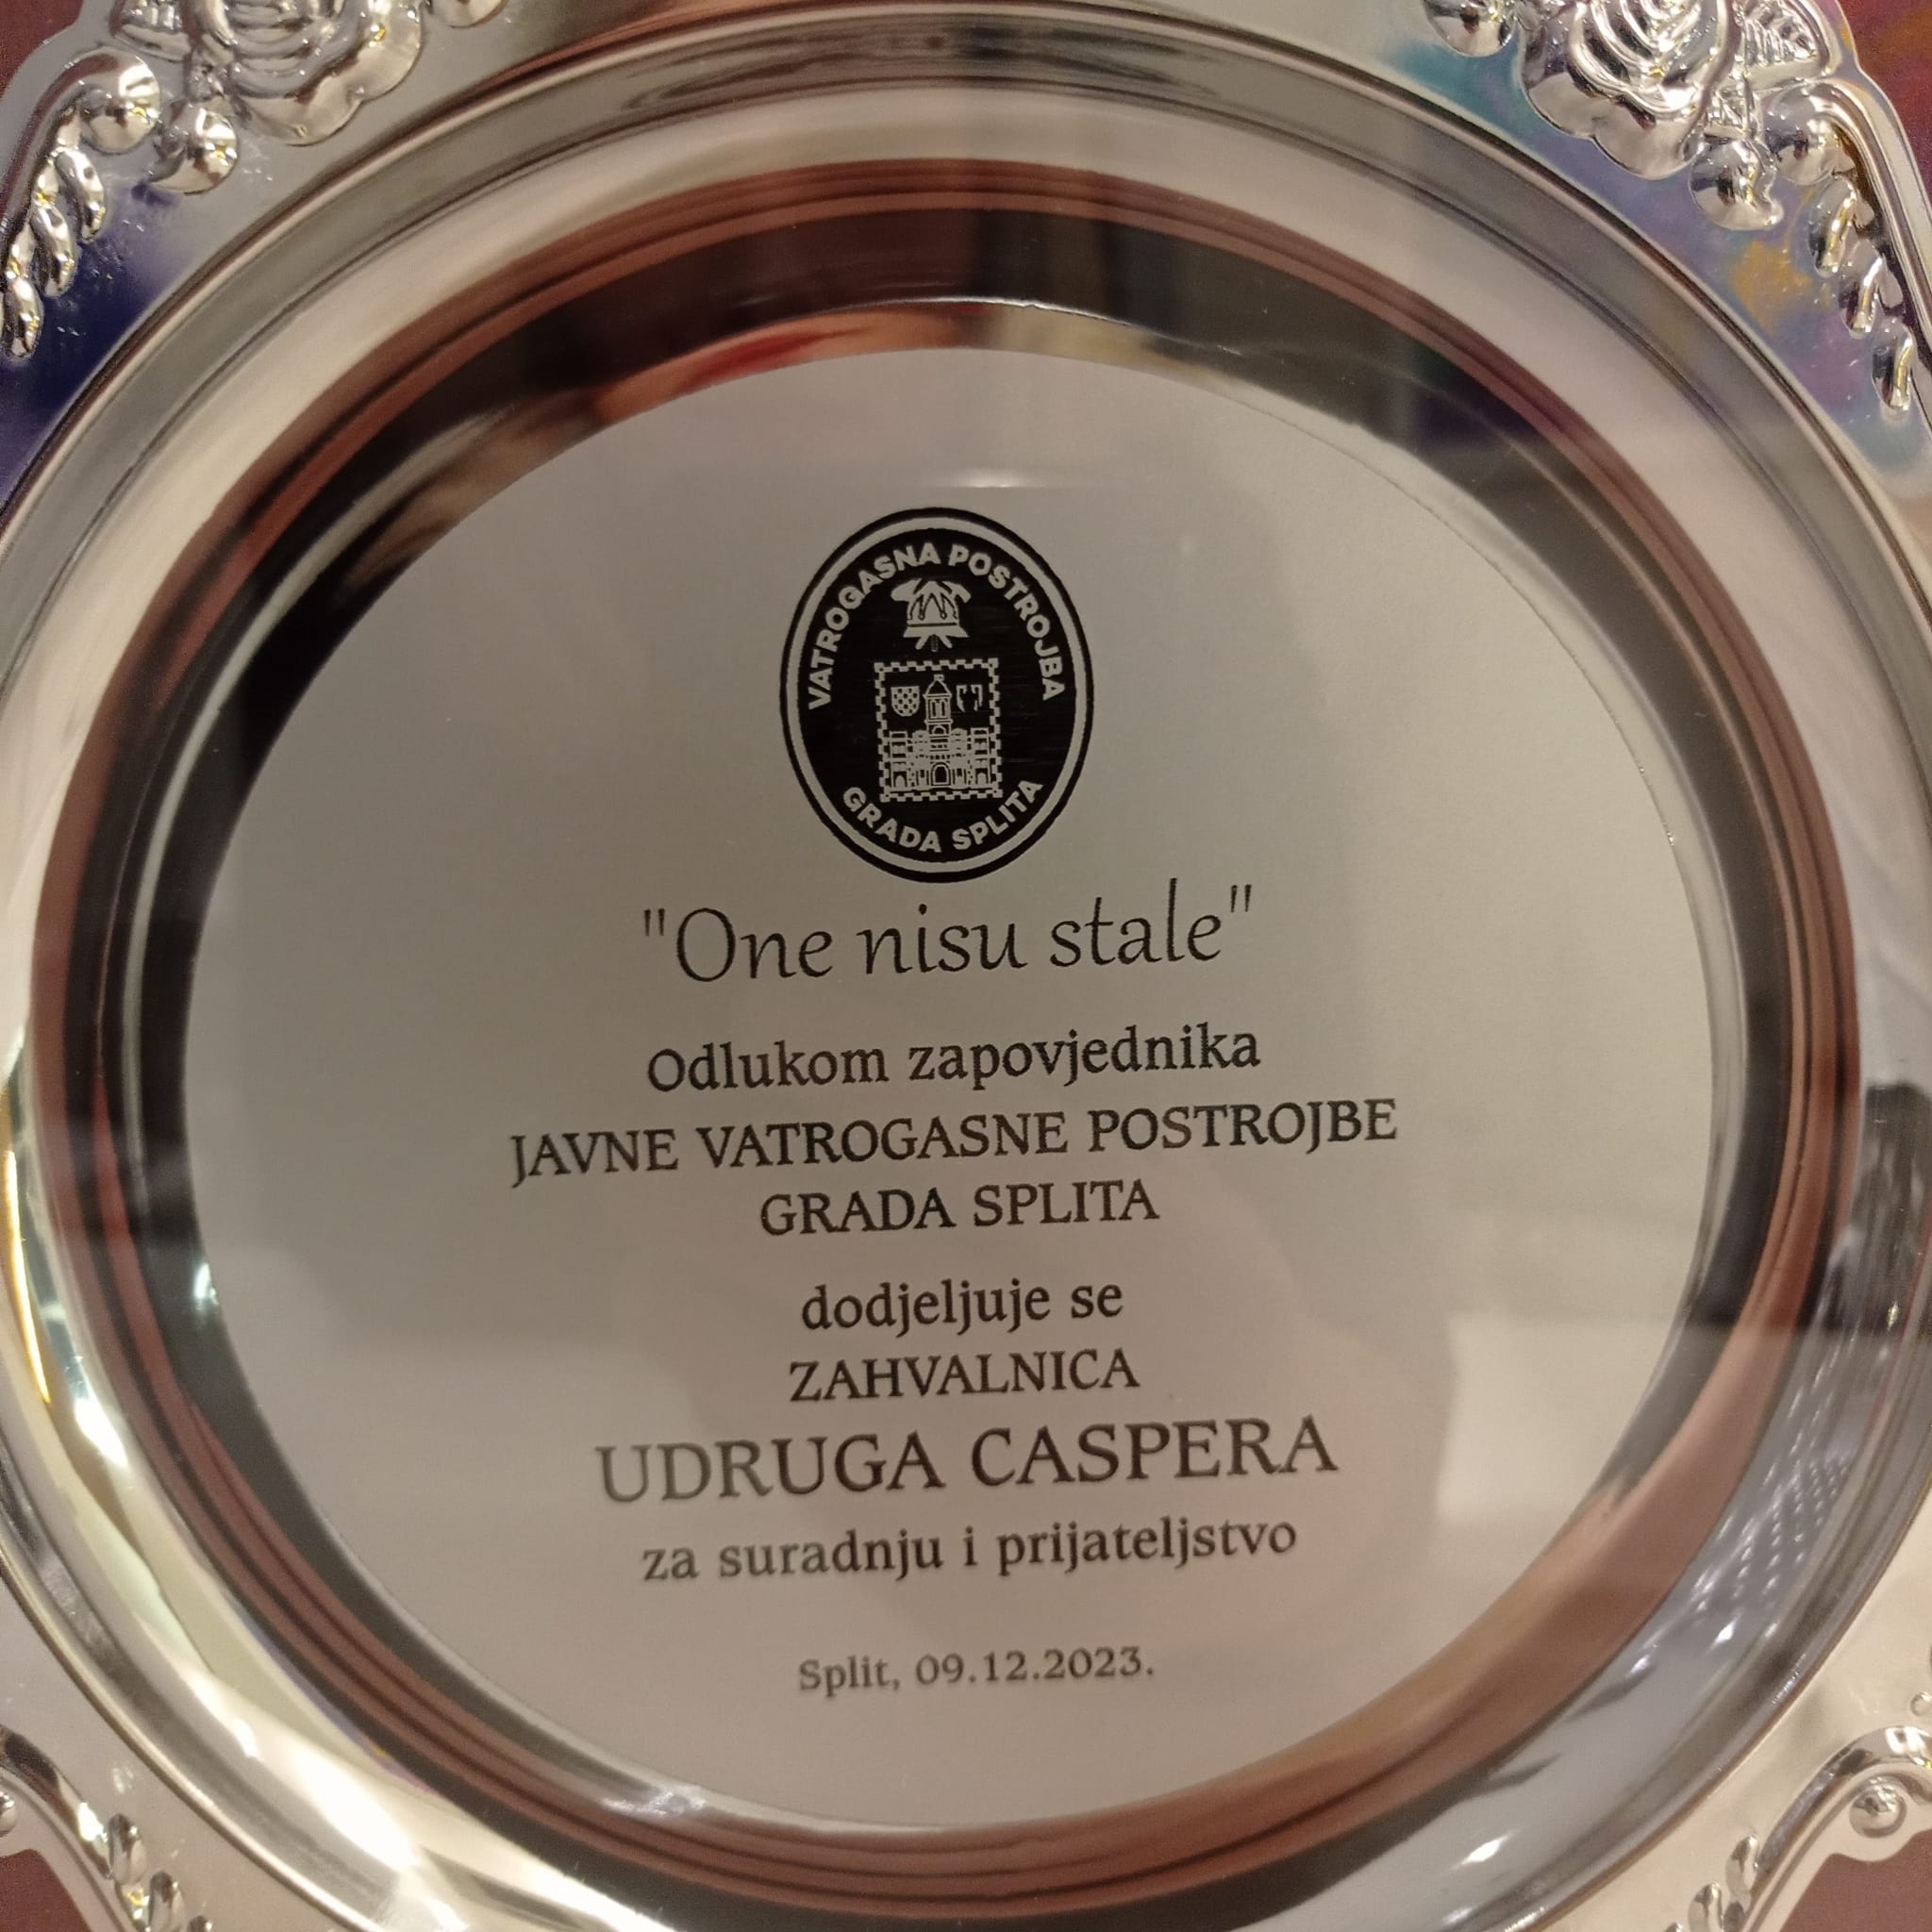 VATROGASNA POSTROJBA
GRADA SPLITA
"One nisu stale"
Odlukom zapovjednika
JAVNE VATROGASNE POSTROJBE
GRADA SPLITA
dodjeljuje se
ZAHVALNICA
UDRUGA CASPERA
za suradnju i prijateljstvo
Split, 09.12.2023.